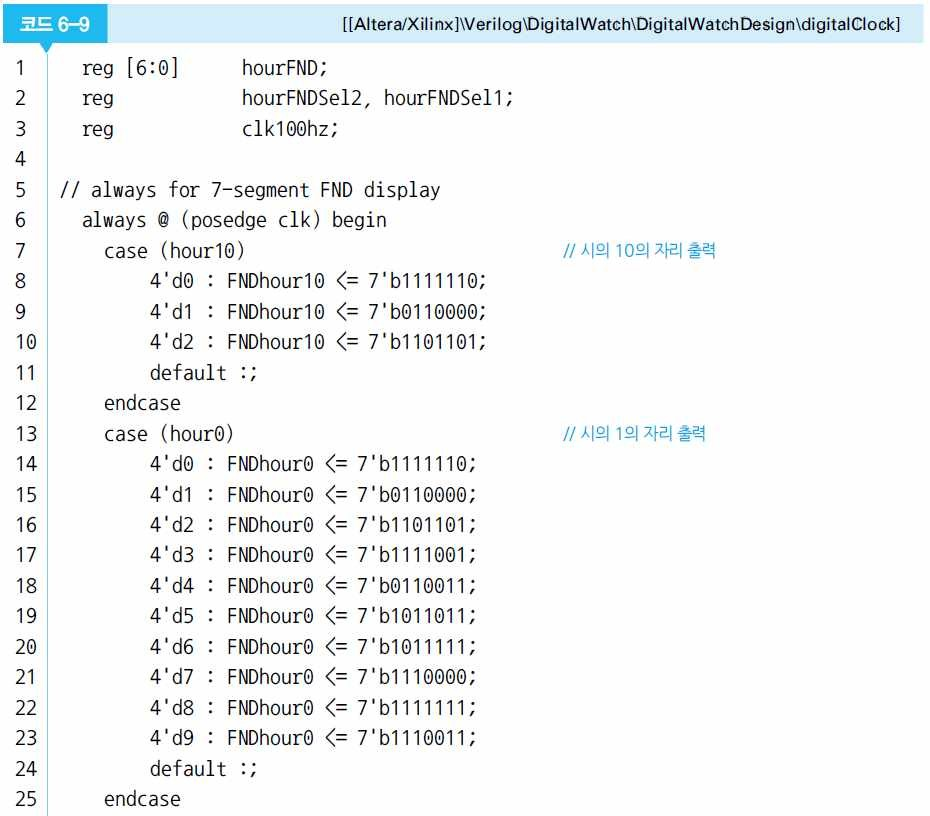 코드 6-9 [[Altera/Xilinx]\Verilog\DigitalWatch\DigitalWatchDesign\digitalClock]
1 reg [6:0] hourFND;
2 reg hourFNDSel2, hourFNDSel1;
3 reg clk100hz;
4
5 // always for 7-segment FND display
6 always @ (posedge clk) begin
7 case (hour10) // 시의 10의 자리 출력
8 4'd0 : FNDhour10 <= 7'b1111110;
9 4'd1 : FNDhour10 <= 7'b0110000;
10 4'd2 : FNDhour10 <= 7'b1101101;
11 default :;
12 endcase
13 case (hour0) // 시의 1의 자리 출력
14 4'd0 : FNDhour0 <= 7'b1111110;
15 4'd1 : FNDhour0 <= 7'b0110000;
16 4'd2 : FNDhour0 <= 7'b1101101;
17 4'd3 : FNDhour0 <= 7'b1111001;
18 4'd4 : FNDhour0 <= 7'b0110011;
19 4'd5 : FNDhour0 <= 7'b1011011;
20 4'd6 : FNDhour0 <= 7'b1011111;
21 4'd7 : FNDhour0 <= 7'b1110000;
22 4'd8 : FNDhour0 <= 7'b1111111;
23 4'd9 : FNDhour0 <= 7'b1110011;
24 default :;
25 endcase